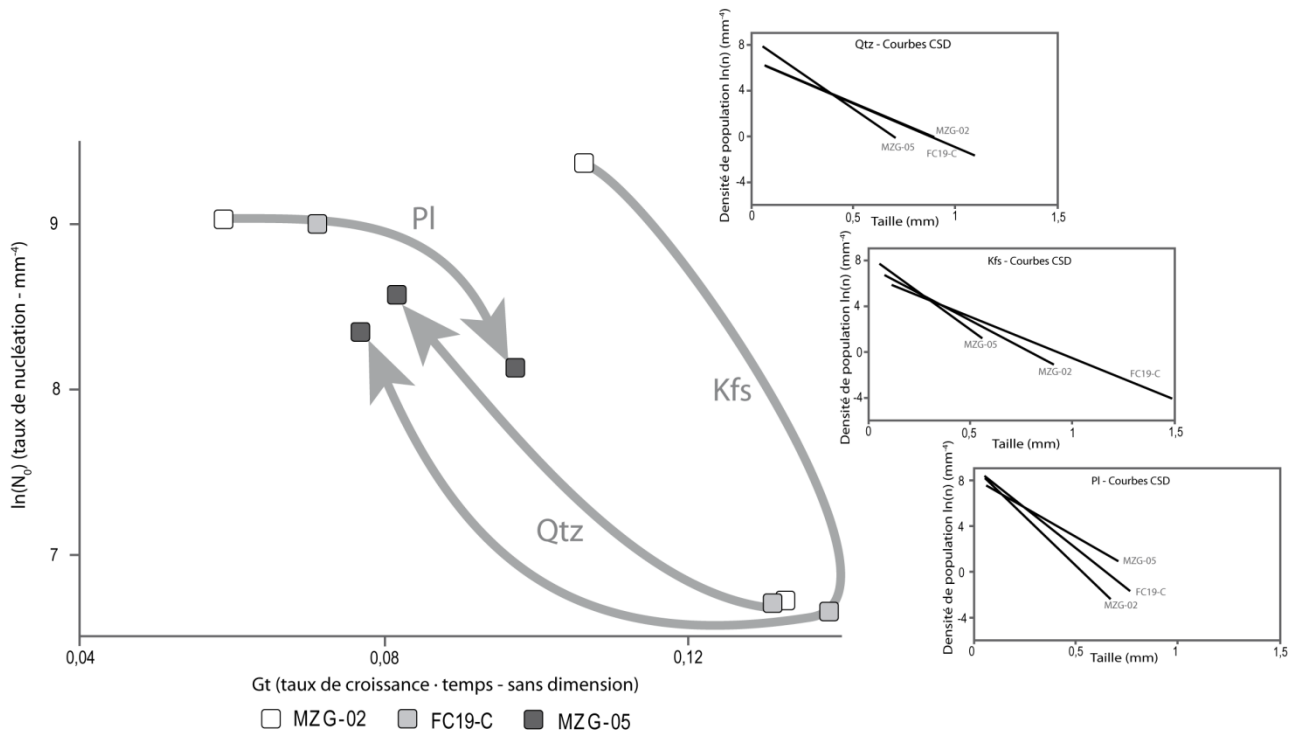 ln(N0) (taux de nucléation - mm-4)
9
8
7
0,04
0,08
0,12
Gt (taux de croissance · temps - sans dimension)
MZG-02
FC19-C
MZG-05
Pl
Kfs
Qtz
Qtz - Courbes CSD
Densité de population ln(n) (mm-4)
8
4
0
-4
0
0,5
1
1,5
Taille (mm)
MZG-02
MZG-05
FC19-C
Kfs - Courbes CSD
Densité de population ln(n) (mm-4)
8
4
0
-4
0
0,5
1
1,5
Taille (mm)
MZG-05
MZG-02
FC19-C
Pl - Courbes CSD
Densité de population ln(n) (mm-4)
8
4
0
-4
0
0,5
1
1,5
Taille (mm)
MZG-05
FC19-C
MZG-02